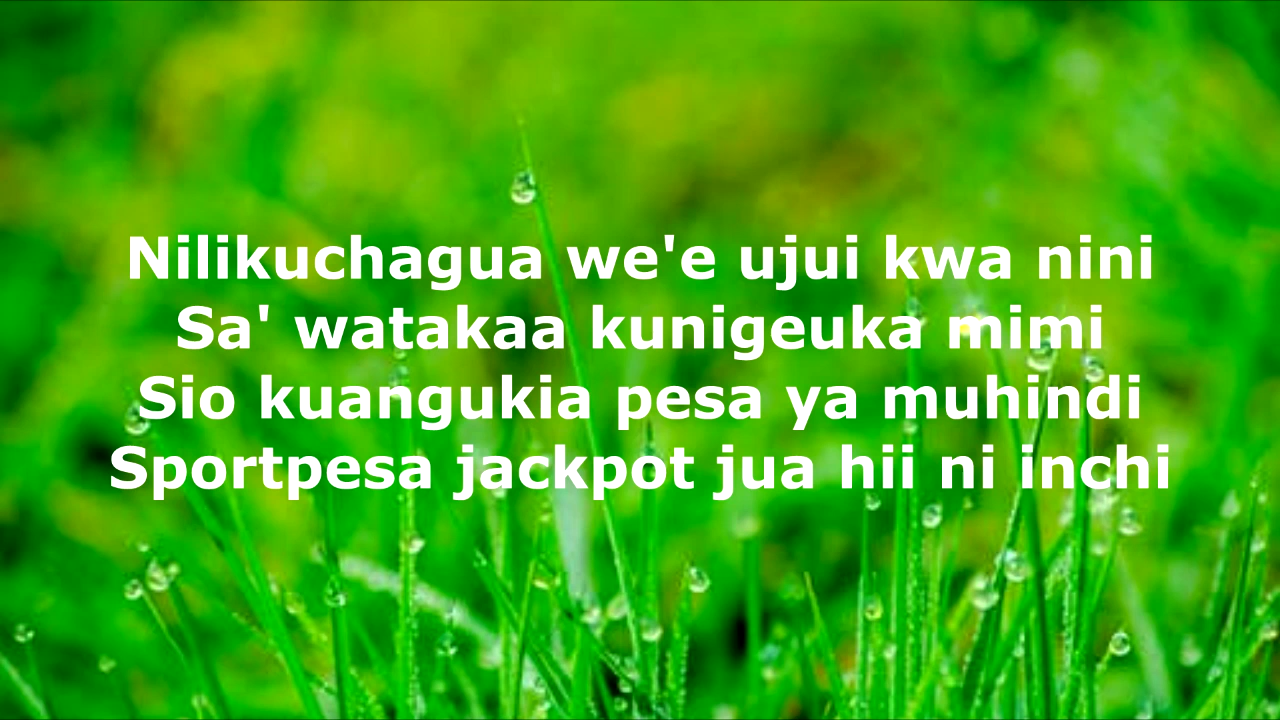 Nilikuchagua we'e ujui kwa nini
Sa' watakaa kunigeuka mimi
Sio kuangukia pesa ya muhindi
Sportpesa jackpot jua hii ni inchi